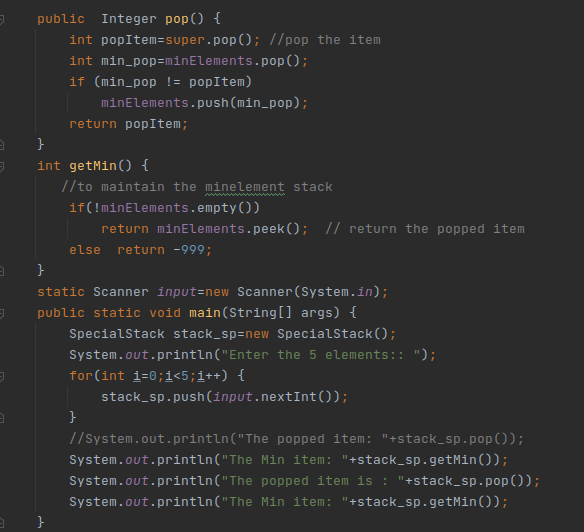 public  Integer pop() {
    int popItem=super.pop(); //pop the item
    int min_pop=minElements.pop();
    if (min_pop != popItem)
        minElements.push(min_pop);
    return popItem;
}
int getMin() {
   //to maintain the minelement stack
    if(!minElements.empty())
        return minElements.peek();  // return the popped item
    else  return -999;
}
static Scanner input=new Scanner(System.in);
public static void main(String[] args) {
    SpecialStack stack_sp=new SpecialStack();
    System.out.println("Enter the 5 elements:: ");
    for(int i=0;i<5;i++) {
        stack_sp.push(input.nextInt());
    }
    //System.out.println("The popped item: "+stack_sp.pop());
    System.out.println("The Min item: "+stack_sp.getMin());
    System.out.println("The popped item is : "+stack_sp.pop());
    System.out.println("The Min item: "+stack_sp.getMin());
}